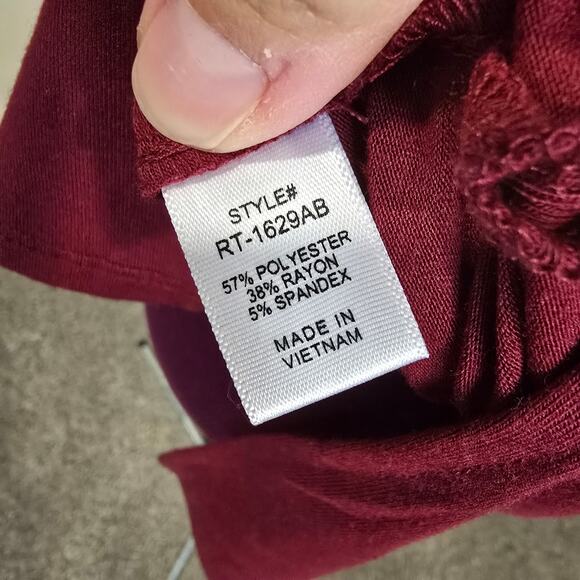 STYLE#
RT-1629AB
57% POLYESTER
38% RAYON
5% SPANDEX
MADE IN
VIETNAM